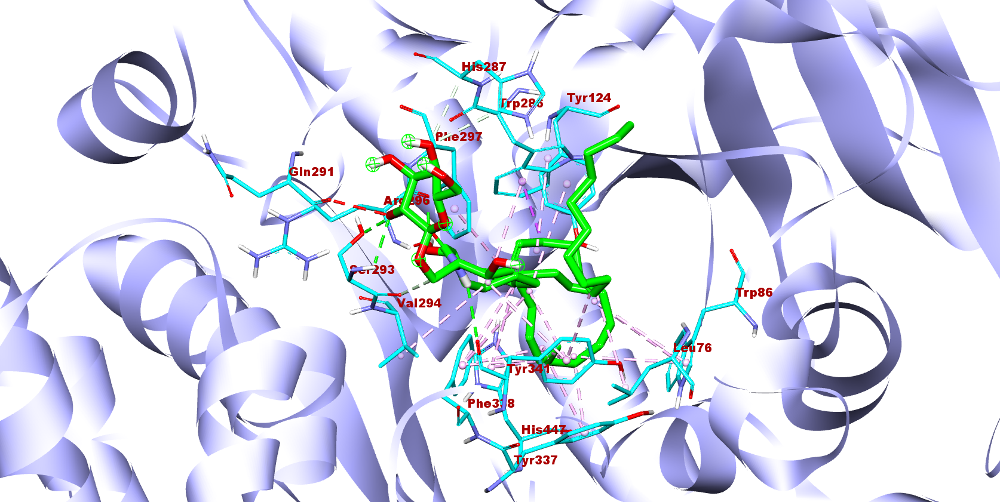 His287
Trp286
Tyr124
Phe297
Gln291
Arg296
Ser293
Trp86
Val294
Leu76
Tyr341
Phe338
His447
Tyr337